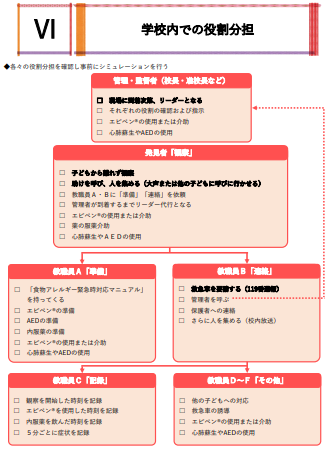 Ⅵ
学校内での役割分担
◆各々の役割分担を確認し事前にシミュレーションを行う
管理・監督者（校長・准校長など）
□ 現場に到着次第、リーダーとなる
□ それぞれの役割の確認および指示
□ エピペン®の使用または介助
□ 心肺蘇生やAEDの使用
発見者「観察」
□ 子どもから離れず観察
□ 助けを呼び、人を集める（大声または他の子どもに呼びに行かせる）
□ 教職員Ａ・Ｂに「準備」「連絡」を依頼
□ 管理者が到着するまでリーダー代行となる
□ エピペン®の使用または介助
□ 薬の服薬介助
□ 心肺蘇生やＡＥＤの使用
教職員Ａ「準備」
□ 「食物アレルギー緊急時対応マニュアル」
を持ってくる
□ エピペン®の準備
□ AEDの準備
□ 内服薬の準備
□ エピペン®の使用または介助
□ 心肺蘇生やAEDの使用
教職員Ｂ「連絡」
□ 救急車を要請する（119番通報）
□ 管理者を呼ぶ
□ 保護者への連絡
□ さらに人を集める（校内放送）
教職員Ｃ「記録」
□ 観察を開始した時刻を記録
□ エピペン®を使用した時刻を記録
□ 内服薬を飲んだ時刻を記録
□ ５分ごとに症状を記録
教職員Ｄ～Ｆ「その他」
□ 他の子どもへの対応
□ 救急車の誘導
□ エピペン®の使用または介助
□ 心肺蘇生やAEDの使用